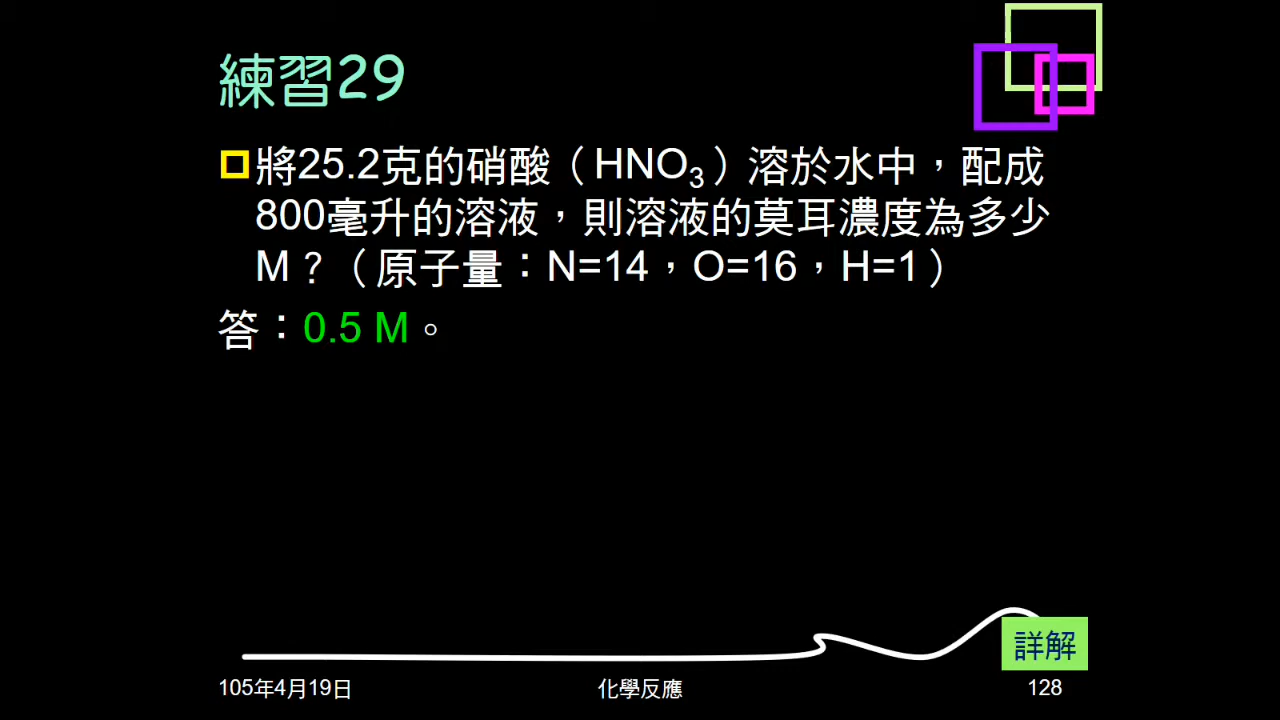 練習29
將25.2克的硝酸（HNO₃）溶於水中，配成
800毫升的溶液，則溶液的莫耳濃度為多少
M？（原子量：N=14，O=16，H=1）
答：0.5 M。
詳解
105年4月19日
化學反應
128